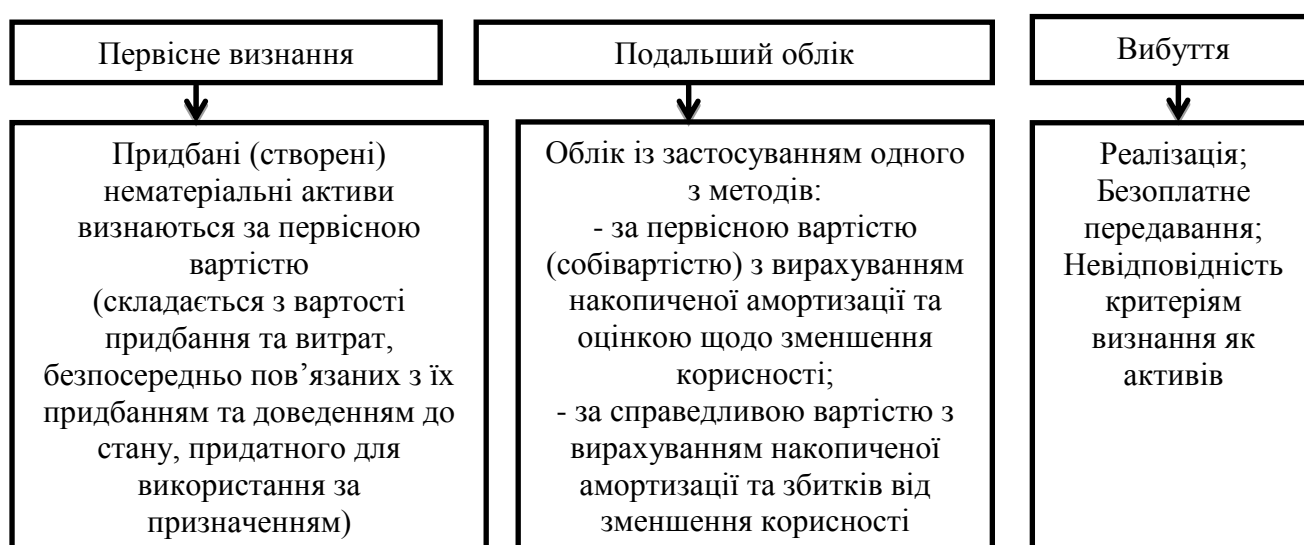 Первісне визнання
Придбані (створені)
нематеріальні активи
визнаються за первісною
вартістю
(складається з вартості
придбання та витрат,
безпосередньо пов’язаних з їх
придбанням та доведенням до
стану, придатного для
використання за
призначенням)
Подальший облік
Облік із застосуванням одного
з методів:
- за первісною вартістю
(собівартістю) з вирахуванням
накопиченої амортизації та
оцінкою щодо зменшення
корисності;
- за справедливою вартістю з
вирахуванням накопиченої
амортизації та збитків від
зменшення корисності
Вибуття
Реалізація;
Безоплатне
передавання;
Невідповідність
критеріям
визнання як
активів